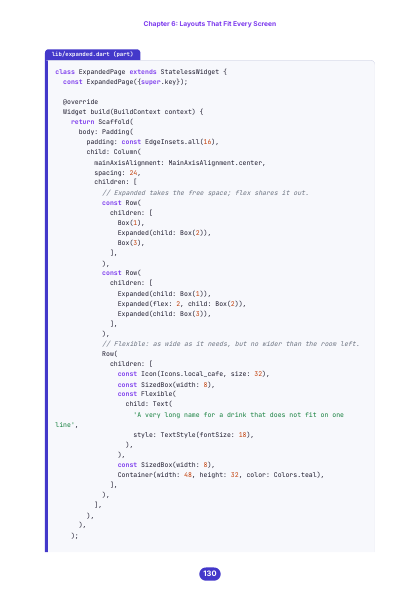 Chapter 6: Layouts That Fit Every Screen
lib/expanded.dart (part)
class ExpandedPage extends StatelessWidget {
  const ExpandedPage({super.key});

  @override
  Widget build(BuildContext context) {
    return Scaffold(
      body: Padding(
        padding: const EdgeInsets.all(16),
        child: Column(
          mainAxisAlignment: MainAxisAlignment.center,
          spacing: 24,
          children: [
            // Expanded takes the free space; flex shares it out.
            const Row(
              children: [
                Box(1),
                Expanded(child: Box(2)),
                Box(3),
              ],
            ),
            const Row(
              children: [
                Expanded(child: Box(1)),
                Expanded(flex: 2, child: Box(2)),
                Expanded(child: Box(3)),
              ],
            ),
            // Flexible: as wide as it needs, but no wider than the room left.
            Row(
              children: [
                const Icon(Icons.local_cafe, size: 32),
                const SizedBox(width: 8),
                const Flexible(
                  child: Text(
                    'A very long name for a drink that does not fit on one
line',
                    style: TextStyle(fontSize: 18),
                  ),
                ),
                const SizedBox(width: 8),
                Container(width: 48, height: 32, color: Colors.teal),
              ],
            ),
          ],
        ),
      ),
    );
130